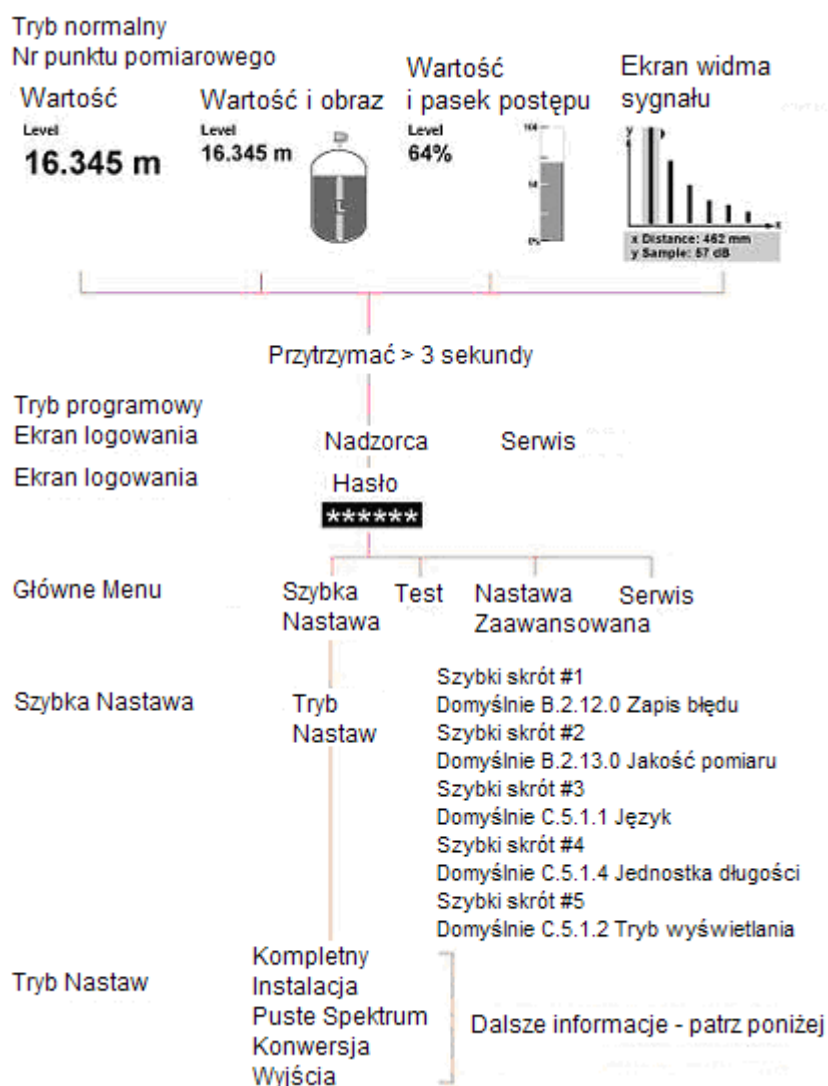 Tryb normalny
Nr punktu pomiarowego
Wartość
Level
16.345 m
Wartość i obraz
Level
16.345 m
Wartość
i pasek postępu
Level
64%
100
50
Ekran widma
sygnału
y
x
x Distance: 462 mm
y Sample: 57 dB
Przytrzymać > 3 sekundy
Tryb programowy
Ekran logowania
Nadzorca
Serwis
Ekran logowania
Hasło
******
Główne Menu
Szybka
Nastawa
Test
Nastawa
Zaawansowana
Serwis
Szybka Nastawa
Tryb
Nastaw
Szybki skrót #1
Domyślnie B.2.12.0 Zapis błędu
Szybki skrót #2
Domyślnie B.2.13.0 Jakość pomiaru
Szybki skrót #3
Domyślnie C.5.1.1 Język
Szybki skrót #4
Domyślnie C.5.1.4 Jednostka długości
Szybki skrót #5
Domyślnie C.5.1.2 Tryb wyświetlania
Tryb Nastaw
Kompletny
Instalacja
Puste Spektrum
Konwersja
Wyjścia
Dalsze informacje - patrz poniżej